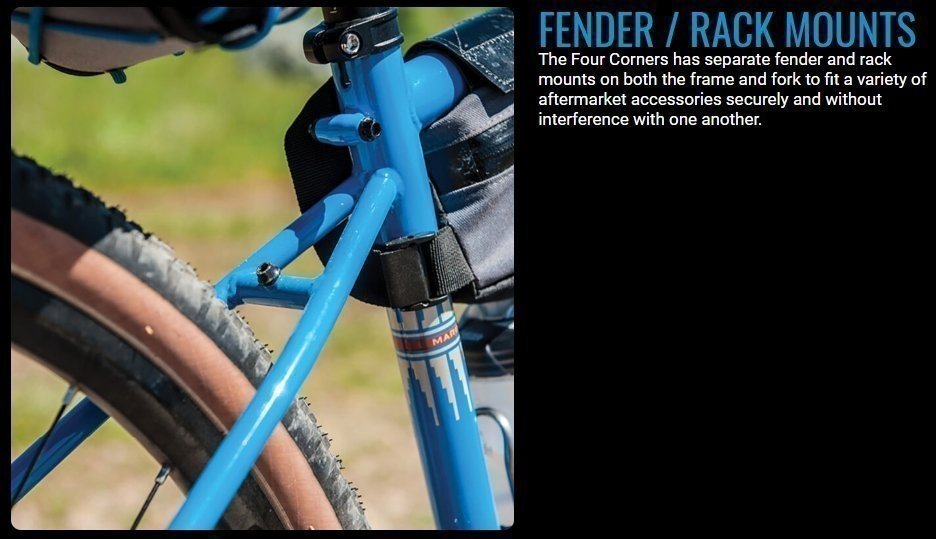 FENDER / RACK MOUNTS
The Four Corners has separate fender and rack
mounts on both the frame and fork to fit a variety of
aftermarket accessories securely and without
interference with one another.
MAR